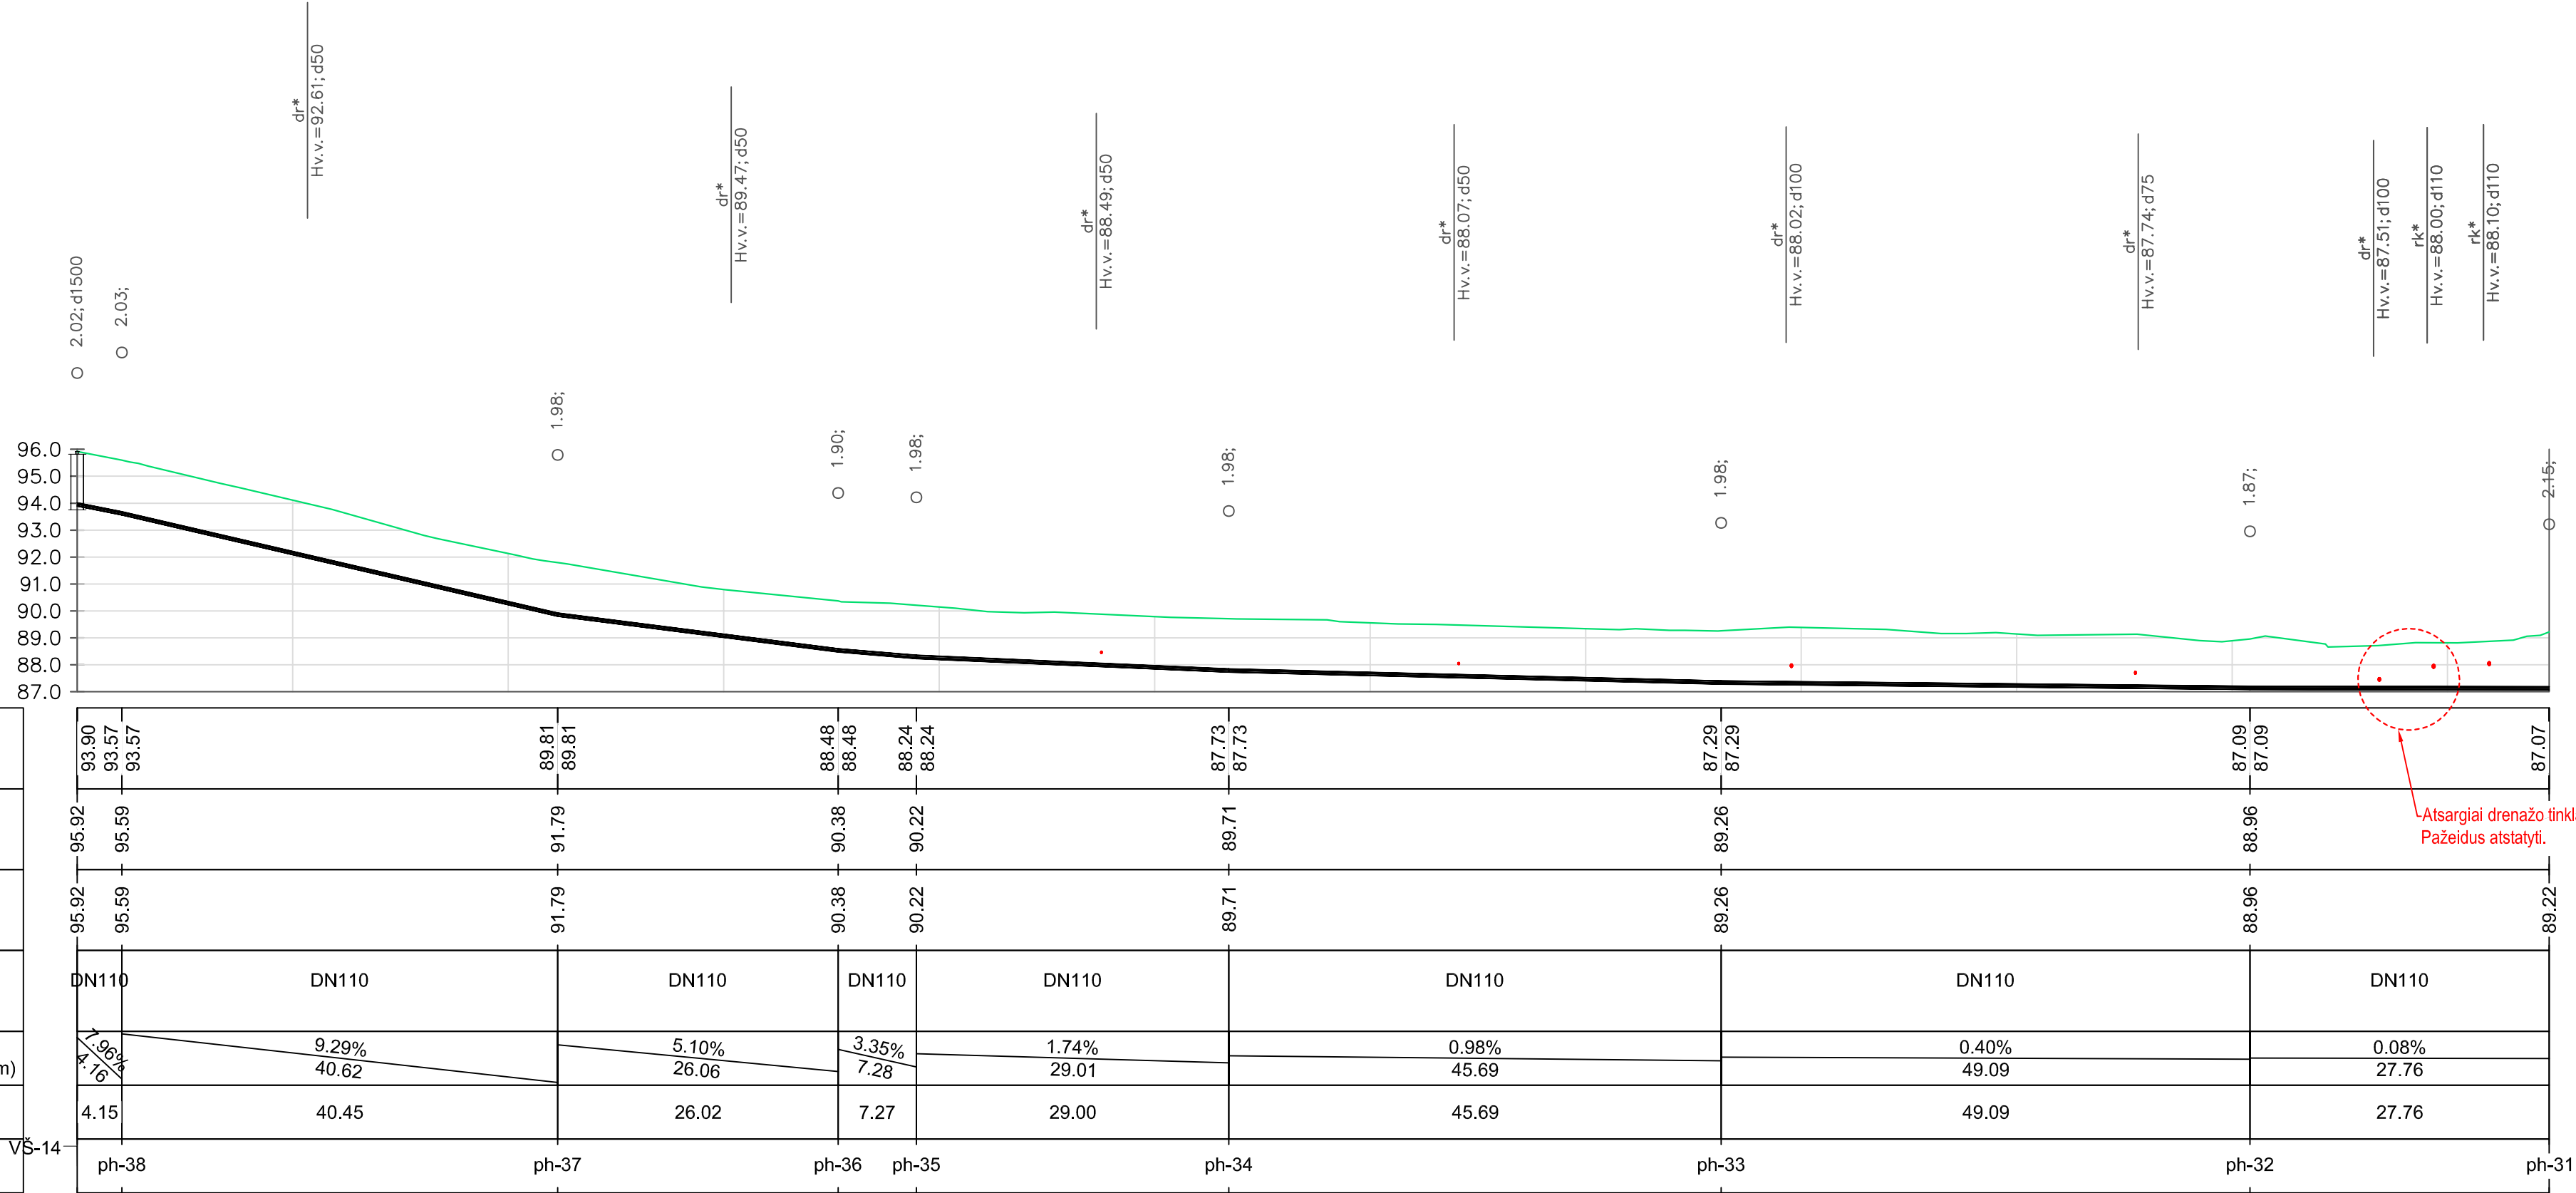 dr*
Hv.v.=92.61; d50
dr*
Hv.v.=89.47; d50
dr*
Hv.v.=88.49; d50
dr*
Hv.v.=88.07; d50
dr*
Hv.v.=88.02; d100
dr*
Hv.v.=87.74; d75
dr*
Hv.v.=87.51; d100
rk*
Hv.v.=88.00; d110
rk*
Hv.v.=88.10; d110
2.02; d1500
2.03;
1.98;
1.90;
1.98;
1.98;
1.98;
1.87;
2.15;
96.0
95.0
94.0
93.0
92.0
91.0
90.0
89.0
88.0
87.0
93.90 93.57 93.57 89.81 89.81 88.48 88.48 88.24 88.24 87.73 87.73 87.29 87.29 87.09 87.09 87.07
95.92 95.59 91.79 90.38 90.22 89.71 89.26 88.96
Atsargiai drenažo tinkl
Pažeidus atstatyti.
95.92 95.59 91.79 90.38 90.22 89.71 89.26 88.96 89.22
DN110 DN110 DN110 DN110 DN110 DN110 DN110 DN110
7.96% 9.29% 5.10% 3.35% 1.74% 0.98% 0.40% 0.08%
m) 4.16 40.62 26.06 7.28 29.01 45.69 49.09 27.76
4.15 40.45 26.02 7.27 29.00 45.69 49.09 27.76
VŠ-14
ph-38 ph-37 ph-36 ph-35 ph-34 ph-33 ph-32 ph-31